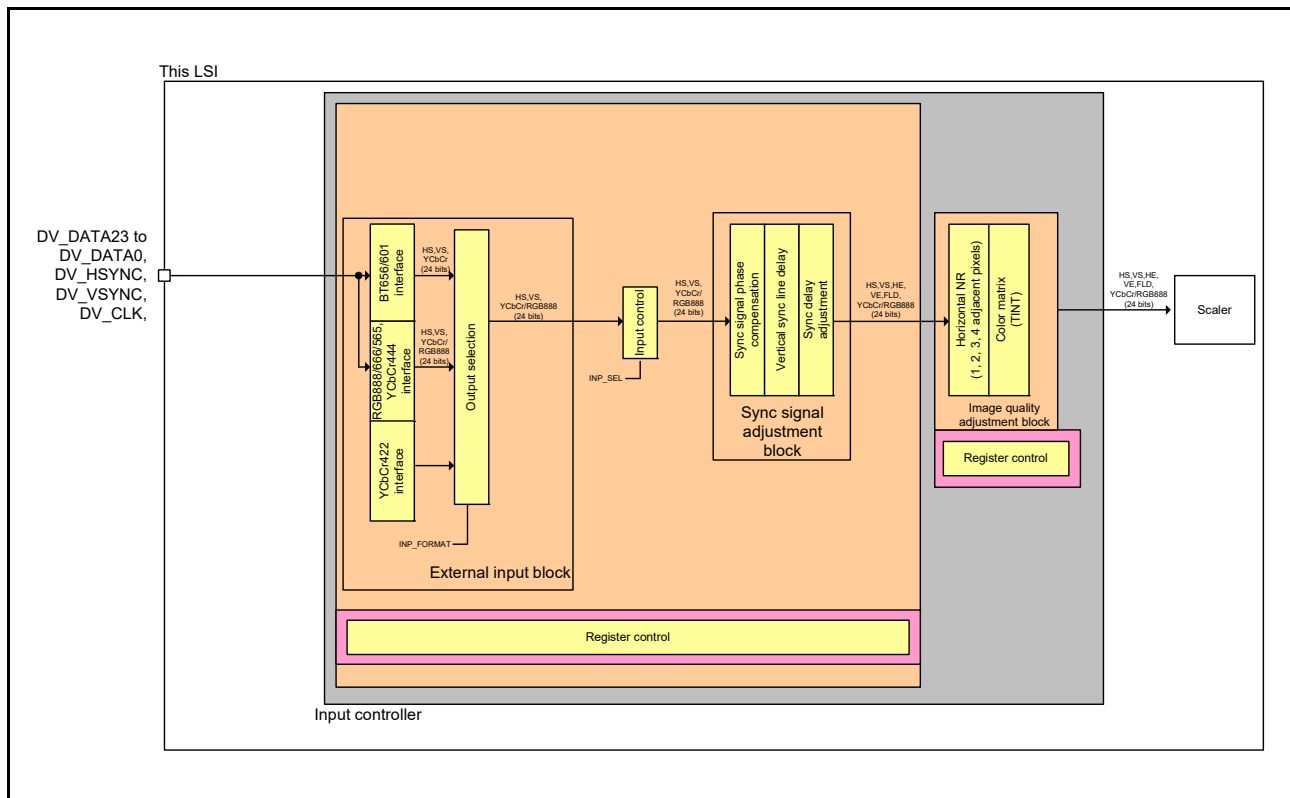 This LSI
DV_DATA23 to
DV_DATA0,
DV_HSYNC,
DV_VSYNC,
DV_CLK,
BT656/601
interface
HS,VS,
YCbCr
(24 bits)
RGB888/666/565,
YCbCr444
interface
HS,VS,
YCbCr/
RGB888
(24 bits)
YCbCr422
interface
Output selection
INP_FORMAT
External input block
HS,VS,
YCbCr/RGB888
(24 bits)
Input control
INP_SEL
HS,VS,
YCbCr/
RGB888
(24 bits)
Sync signal phase
compensation
Vertical sync line delay
Sync delay
adjustment
Sync signal
adjustment
block
HS,VS,HE,
VE,FLD,
YCbCr/RGB888
(24 bits)
Horizontal NR
(1, 2, 3, 4 adjacent pixels)
Color matrix
(TINT)
Image quality
adjustment block
Register control
HS,VS,HE,
VE,FLD,
YCbCr/RGB888
(24 bits)
Scaler
Register control
Input controller